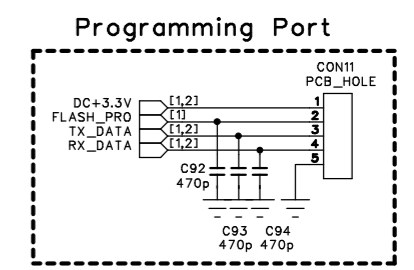 Programming Port
CON11
PCB_HOLE
DC+3.3V [1,2] 1
FLASH_PRO [1] 2
TX_DATA [1,2] 3
RX_DATA [1,2] 4
5
C92
470p
C93 C94
470p 470p